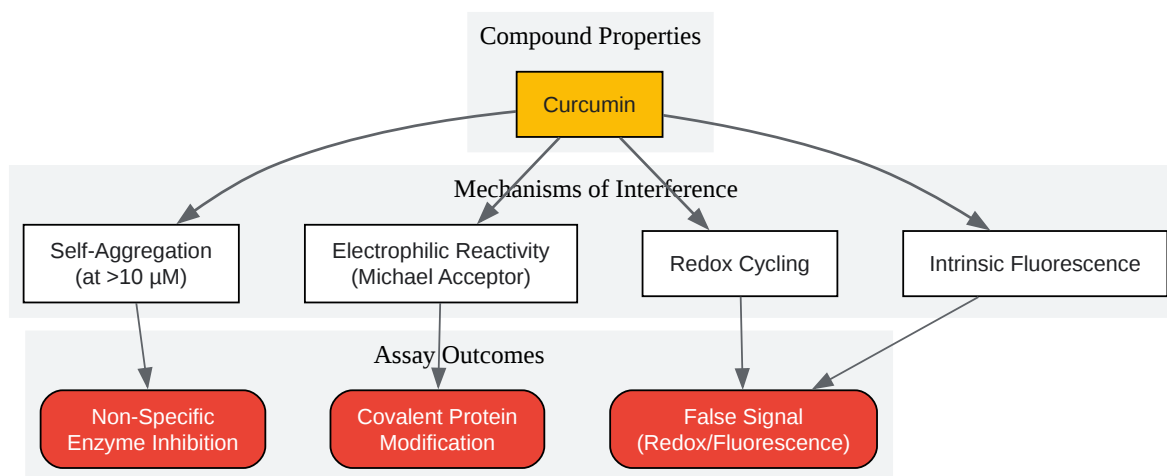 Compound Properties
Curcumin
Mechanisms of Interference
Self-Aggregation
(at >10 µM)
Electrophilic Reactivity
(Michael Acceptor)
Redox Cycling
Intrinsic Fluorescence
Assay Outcomes
Non-Specific
Enzyme Inhibition
Covalent Protein
Modification
False Signal
(Redox/Fluorescence)